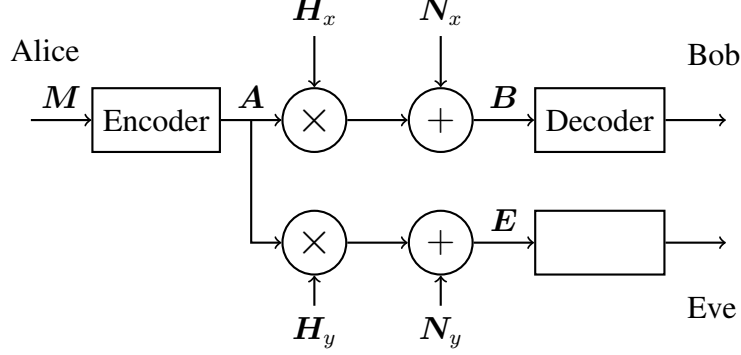 H_x N_x
Alice Bob
M Encoder A × + B Decoder
× + E
H_y N_y Eve